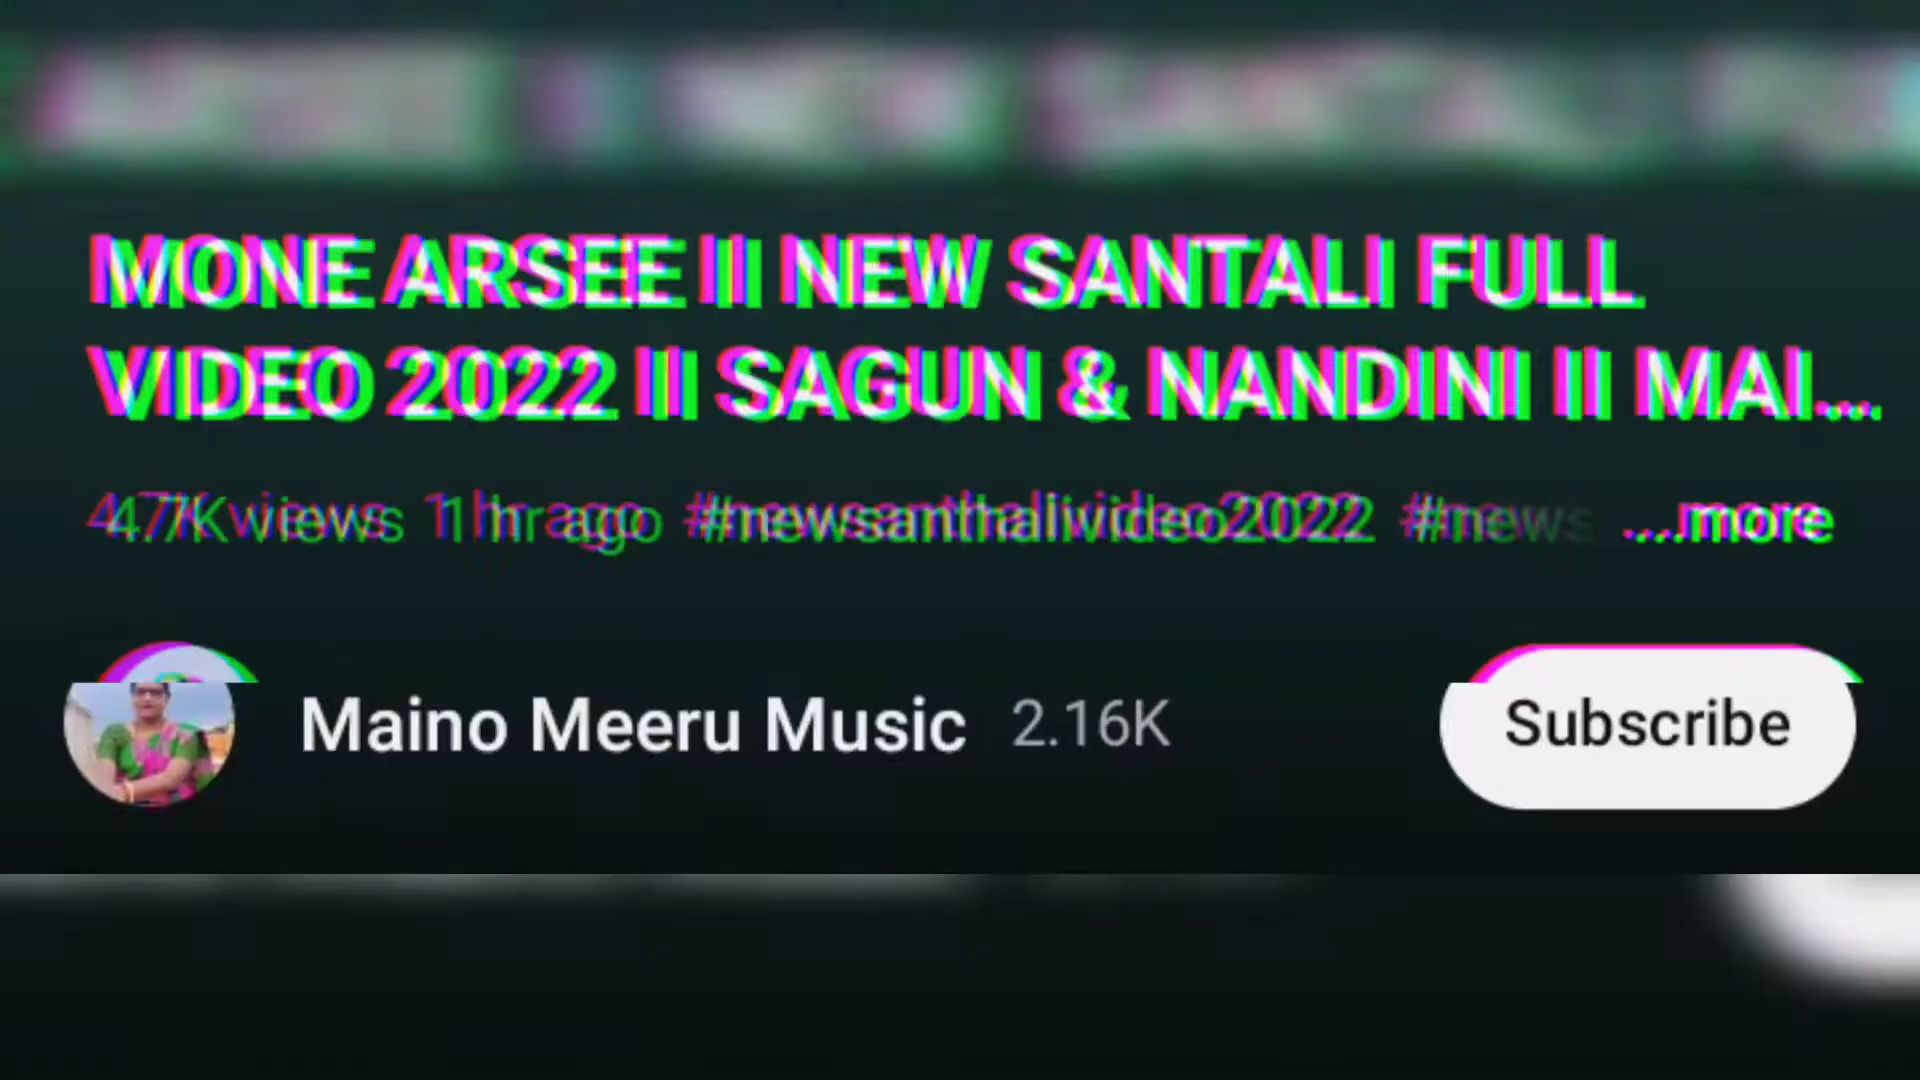 MONE ARSEE II NEW SANTALI FULL
VIDEO 2022 II SAGUN & NANDINI II MAI...
47K views 1 hr ago #newsanthalivideo2022 #news ...more
Maino Meeru Music 2.16K
Subscribe